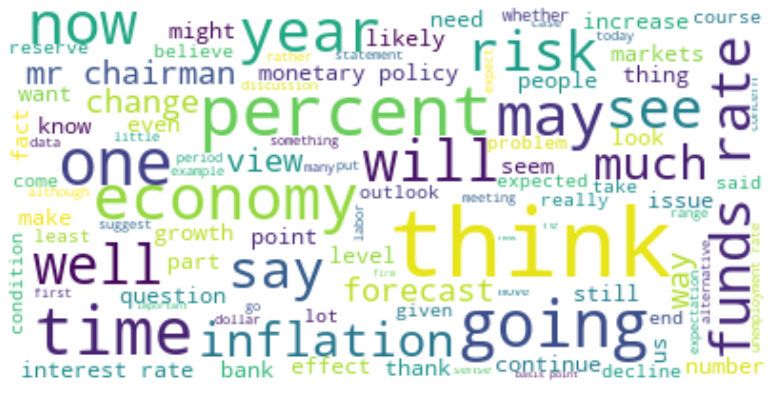 now
might
year
likely
need
whether
case
increase
course
reserve
believe
rather
statement
expect
risk
today
markets
mr chairman
monetary policy
discussion
people
thing
want
change
percent
may
see
funds rate
concern
fact
know
even
data
little
something
problem
look
one
period
example
view
many
put
will
seem
much
come
although
economy
outlook
expected
take
said
make
suggest
meeting
really
issue
range
least
growth
point
labor
think
condition
well
part
say
level
firm
way
alternative
unemployment rate
first
question
important
forecast
move
still
expectation
time
dollar
go
lot
inflation
given
going
end
us
interest rate
bank
effect
thank
sense
continue
basis point
decline
number